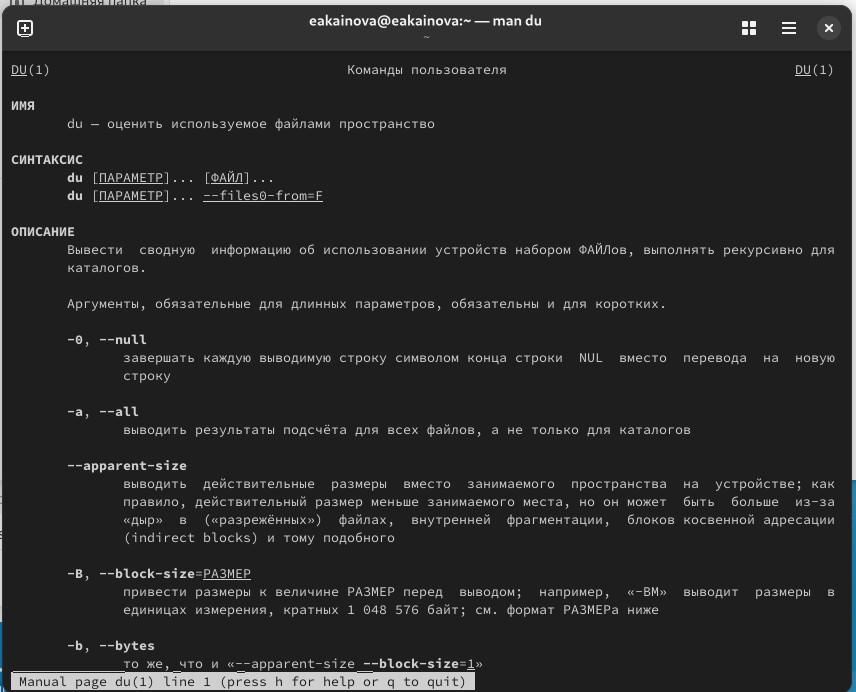 Домашняя папка
eakainova@eakainova:~ — man du
~
DU(1) Команды пользователя DU(1)
ИМЯ
du — оценить используемое файлами пространство
СИНТАКСИС
du [ПАРАМЕТР]... [ФАЙЛ]...
du [ПАРАМЕТР]... --files0-from=F
ОПИСАНИЕ
Вывести сводную информацию об использовании устройств набором ФАЙЛов, выполнять рекурсивно для
каталогов.
Аргументы, обязательные для длинных параметров, обязательны и для коротких.
-0, --null
завершать каждую выводимую строку символом конца строки NUL вместо перевода на новую
строку
-a, --all
выводить результаты подсчёта для всех файлов, а не только для каталогов
--apparent-size
выводить действительные размеры вместо занимаемого пространства на устройстве; как
правило, действительный размер меньше занимаемого места, но он может быть больше из-за
«дыр» в («разрежённых») файлах, внутренней фрагментации, блоков косвенной адресации
(indirect blocks) и тому подобного
-B, --block-size=РАЗМЕР
привести размеры к величине РАЗМЕР перед выводом; например, «-BM» выводит размеры в
единицах измерения, кратных 1 048 576 байт; см. формат РАЗМЕРа ниже
-b, --bytes
то же, что и «--apparent-size --block-size=1»
Manual page du(1) line 1 (press h for help or q to quit)